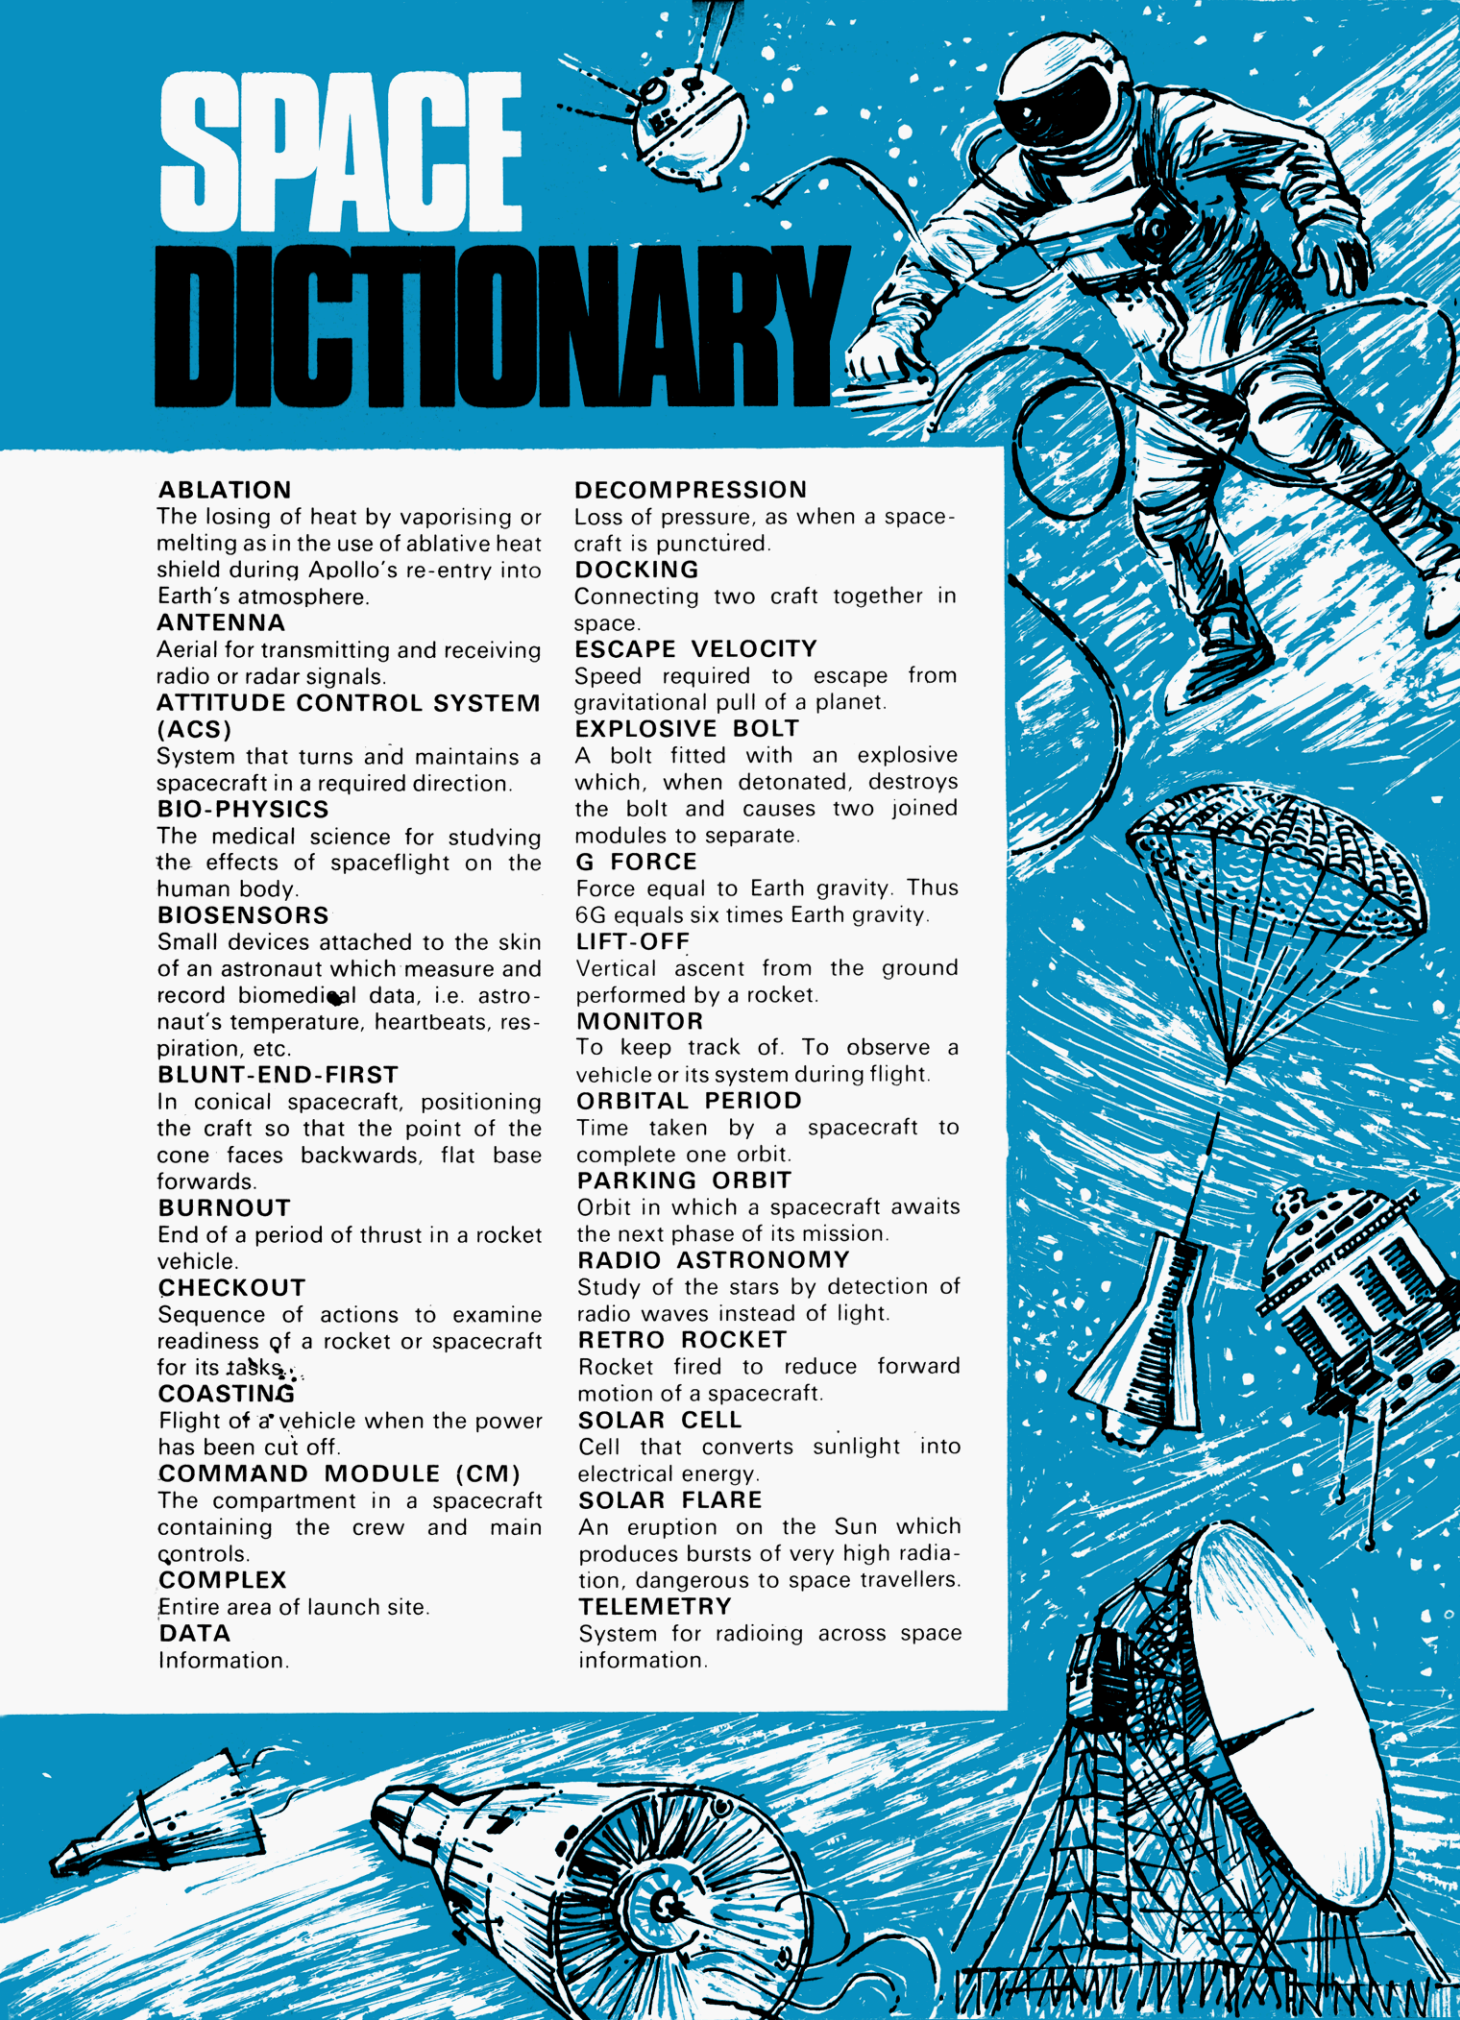 SPACE
DICTIONARY
ABLATION
The losing of heat by vaporising or
melting as in the use of ablative heat
shield during Apollo's re-entry into
Earth's atmosphere.
ANTENNA
Aerial for transmitting and receiving
radio or radar signals.
ATTITUDE CONTROL SYSTEM
(ACS)
System that turns and maintains a
spacecraft in a required direction.
BIO-PHYSICS
The medical science for studying
the effects of spaceflight on the
human body.
BIOSENSORS
Small devices attached to the skin
of an astronaut which measure and
record biomedical data, i.e. astro-
naut's temperature, heartbeats, res-
piration, etc.
BLUNT-END-FIRST
In conical spacecraft, positioning
the craft so that the point of the
cone faces backwards, flat base
forwards.
BURNOUT
End of a period of thrust in a rocket
vehicle.
CHECKOUT
Sequence of actions to examine
readiness of a rocket or spacecraft
for its tasks.
COASTING
Flight of a vehicle when the power
has been cut off.
COMMAND MODULE (CM)
The compartment in a spacecraft
containing the crew and main
controls.
COMPLEX
Entire area of launch site.
DATA
Information.
DECOMPRESSION
Loss of pressure, as when a space-
craft is punctured.
DOCKING
Connecting two craft together in
space.
ESCAPE VELOCITY
Speed required to escape from
gravitational pull of a planet.
EXPLOSIVE BOLT
A bolt fitted with an explosive
which, when detonated, destroys
the bolt and causes two joined
modules to separate.
G FORCE
Force equal to Earth gravity. Thus
6G equals six times Earth gravity.
LIFT-OFF
Vertical ascent from the ground
performed by a rocket.
MONITOR
To keep track of. To observe a
vehicle or its system during flight.
ORBITAL PERIOD
Time taken by a spacecraft to
complete one orbit.
PARKING ORBIT
Orbit in which a spacecraft awaits
the next phase of its mission.
RADIO ASTRONOMY
Study of the stars by detection of
radio waves instead of light.
RETRO ROCKET
Rocket fired to reduce forward
motion of a spacecraft.
SOLAR CELL
Cell that converts sunlight into
electrical energy.
SOLAR FLARE
An eruption on the Sun which
produces bursts of very high radia-
tion, dangerous to space travellers.
TELEMETRY
System for radioing across space
information.